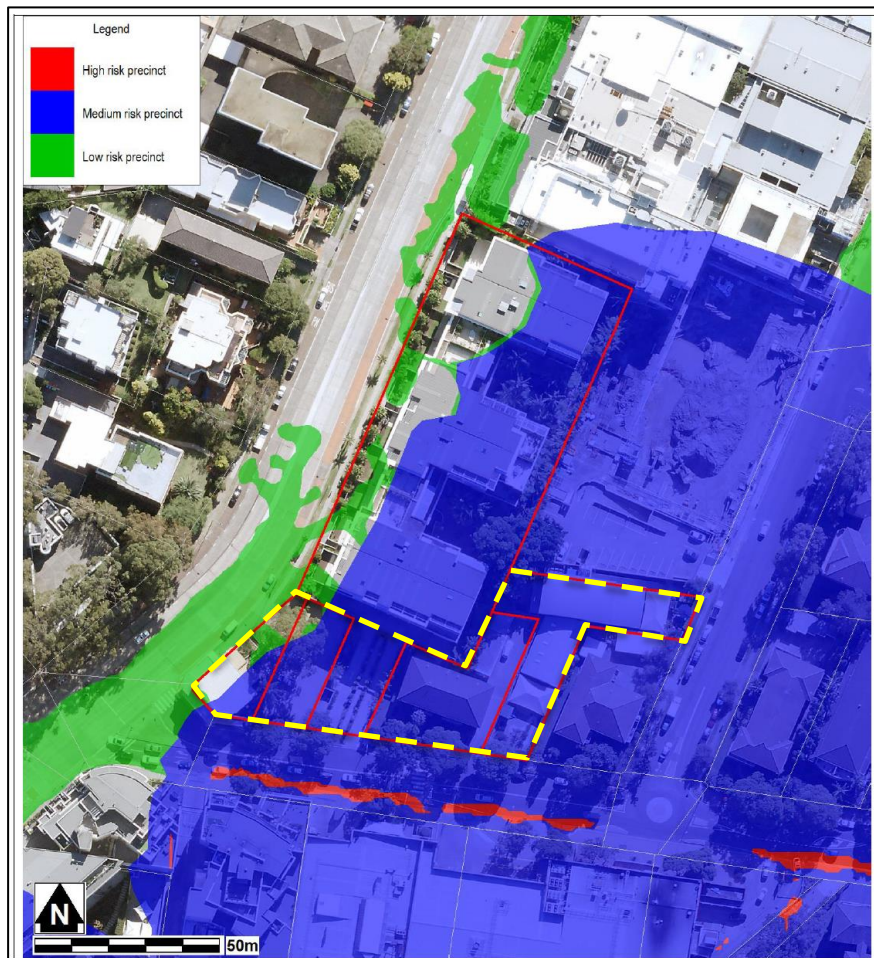 Legend
High risk precinct
Medium risk precinct
Low risk precinct
N
50m